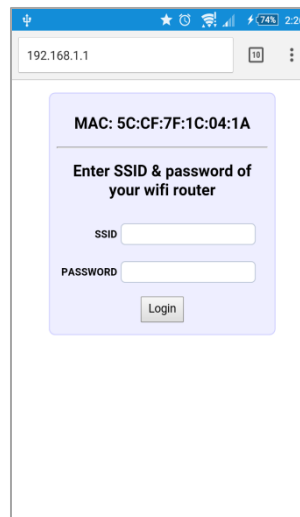 74% 2:20
192.168.1.1
10
MAC: 5C:CF:7F:1C:04:1A
Enter SSID & password of
your wifi router
SSID
PASSWORD
Login